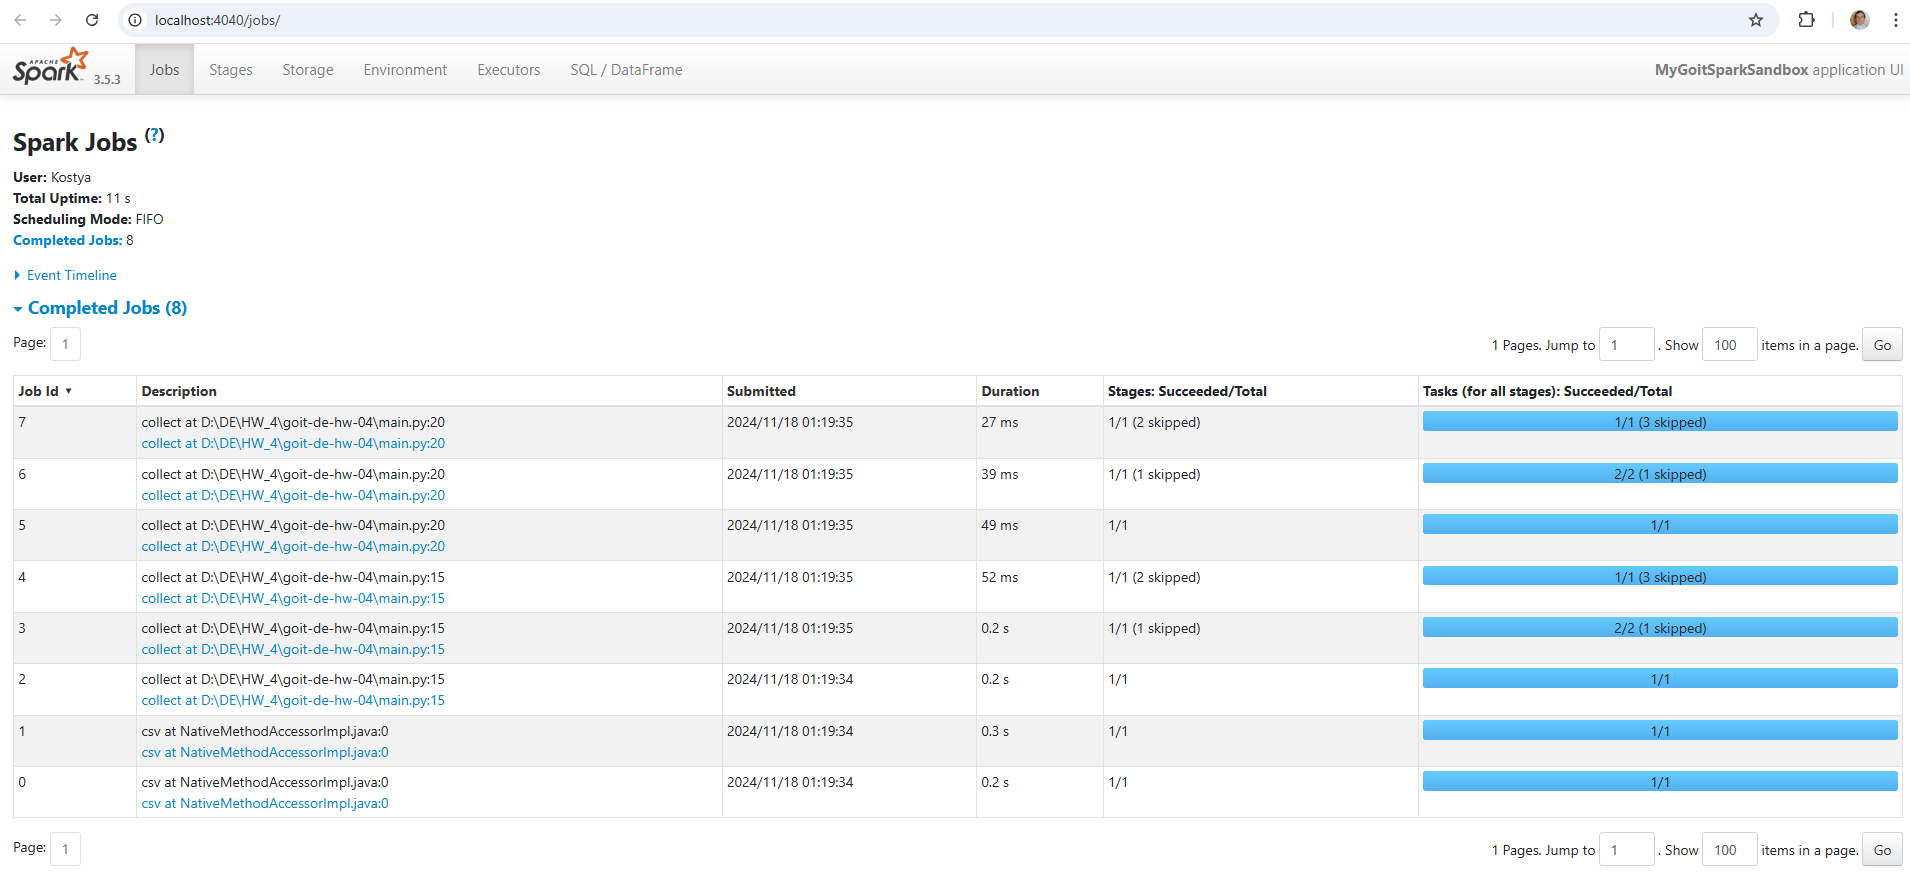 localhost:4040/jobs/
APACHE
Spark 3.5.3
Jobs Stages Storage Environment Executors SQL / DataFrame MyGoitSparkSandbox application UI
Spark Jobs (?)
User: Kostya
Total Uptime: 11 s
Scheduling Mode: FIFO
Completed Jobs: 8
Event Timeline
Completed Jobs (8)
Page: 1 1 Pages. Jump to 1 . Show 100 items in a page. Go
Job Id ▾ Description Submitted Duration Stages: Succeeded/Total Tasks (for all stages): Succeeded/Total
7 collect at D:\DE\HW_4\goit-de-hw-04\main.py:20 2024/11/18 01:19:35 27 ms 1/1 (2 skipped) 1/1 (3 skipped)
collect at D:\DE\HW_4\goit-de-hw-04\main.py:20
6 collect at D:\DE\HW_4\goit-de-hw-04\main.py:20 2024/11/18 01:19:35 39 ms 1/1 (1 skipped) 2/2 (1 skipped)
collect at D:\DE\HW_4\goit-de-hw-04\main.py:20
5 collect at D:\DE\HW_4\goit-de-hw-04\main.py:20 2024/11/18 01:19:35 49 ms 1/1 1/1
collect at D:\DE\HW_4\goit-de-hw-04\main.py:20
4 collect at D:\DE\HW_4\goit-de-hw-04\main.py:15 2024/11/18 01:19:35 52 ms 1/1 (2 skipped) 1/1 (3 skipped)
collect at D:\DE\HW_4\goit-de-hw-04\main.py:15
3 collect at D:\DE\HW_4\goit-de-hw-04\main.py:15 2024/11/18 01:19:35 0.2 s 1/1 (1 skipped) 2/2 (1 skipped)
collect at D:\DE\HW_4\goit-de-hw-04\main.py:15
2 collect at D:\DE\HW_4\goit-de-hw-04\main.py:15 2024/11/18 01:19:34 0.2 s 1/1 1/1
collect at D:\DE\HW_4\goit-de-hw-04\main.py:15
1 csv at NativeMethodAccessorImpl.java:0 2024/11/18 01:19:34 0.3 s 1/1 1/1
csv at NativeMethodAccessorImpl.java:0
0 csv at NativeMethodAccessorImpl.java:0 2024/11/18 01:19:34 0.2 s 1/1 1/1
csv at NativeMethodAccessorImpl.java:0
Page: 1 1 Pages. Jump to 1 . Show 100 items in a page. Go